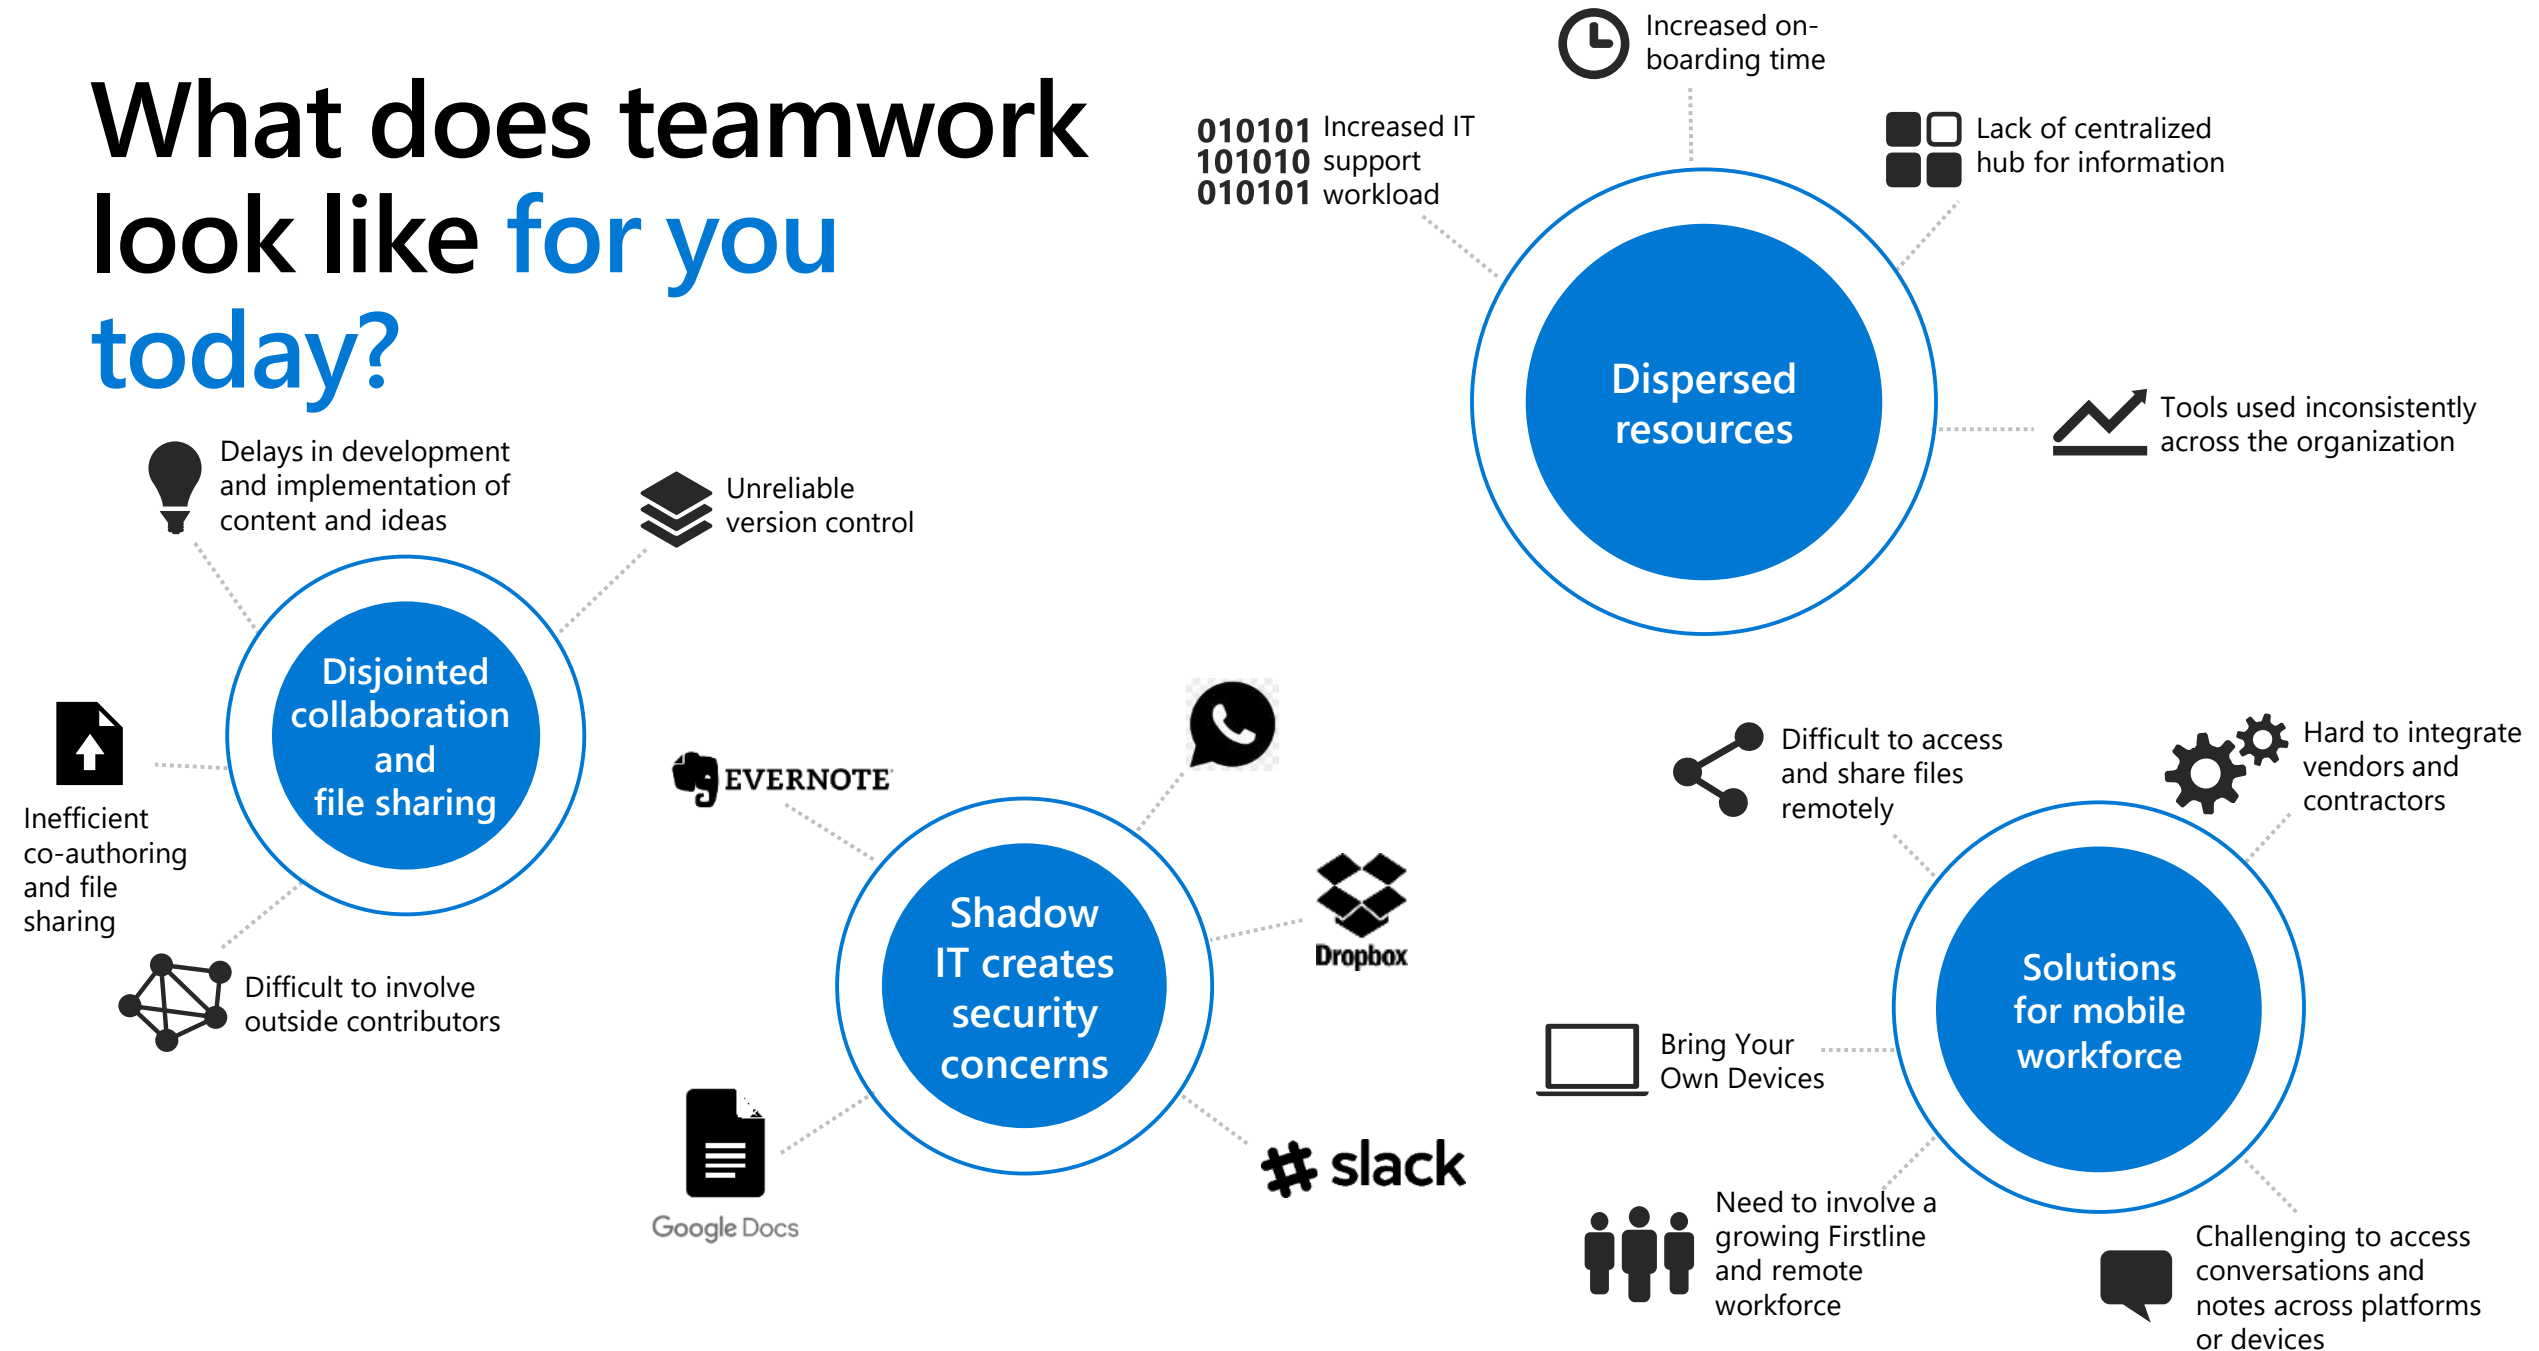 What does teamwork
look like for you
today?
Increased on-
boarding time
010101
101010
010101
Increased IT
support
workload
Lack of centralized
hub for information
Dispersed
resources
Tools used inconsistently
across the organization
Delays in development
and implementation of
content and ideas
Unreliable
version control
Disjointed
collaboration
and
file sharing
Inefficient
co-authoring
and file
sharing
Difficult to involve
outside contributors
EVERNOTE
Dropbox
Shadow
IT creates
security
concerns
Google Docs
slack
Difficult to access
and share files
remotely
Hard to integrate
vendors and
contractors
Solutions
for mobile
workforce
Bring Your
Own Devices
Need to involve a
growing Firstline
and remote
workforce
Challenging to access
conversations and
notes across platforms
or devices